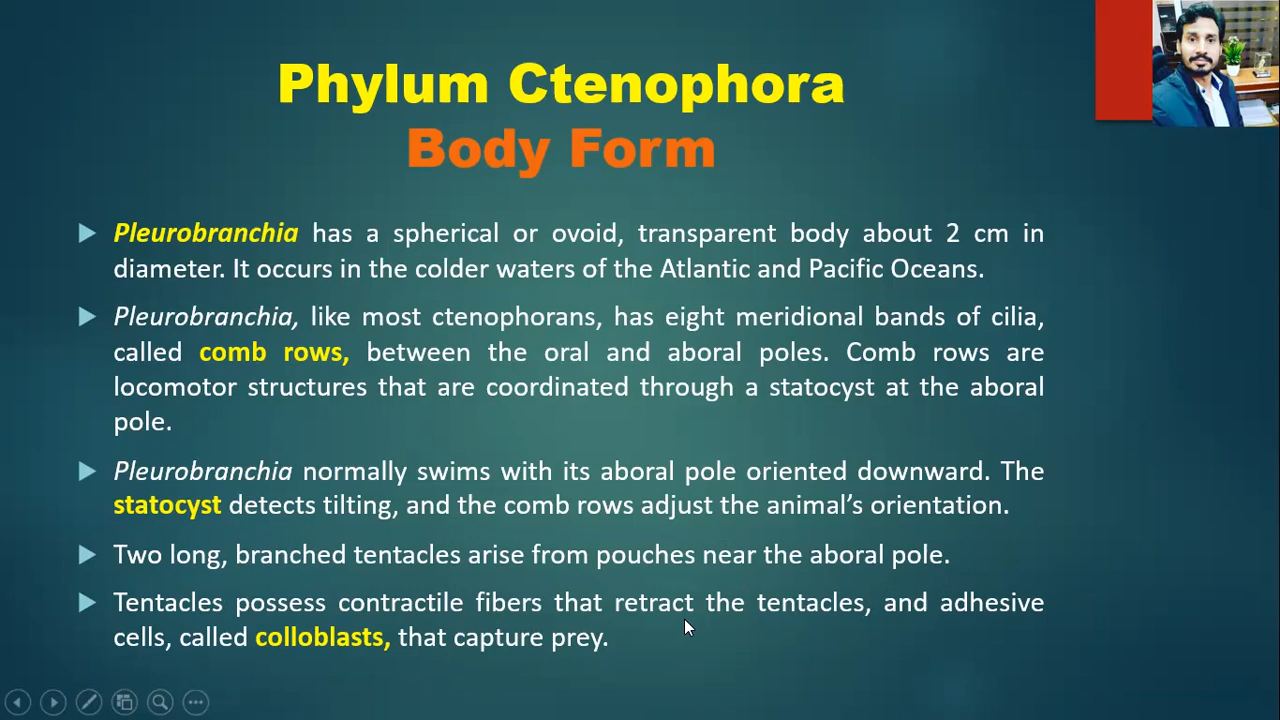 Phylum Ctenophora
Body Form
Pleurobranchia has a spherical or ovoid, transparent body about 2 cm in
diameter. It occurs in the colder waters of the Atlantic and Pacific Oceans.
Pleurobranchia, like most ctenophorans, has eight meridional bands of cilia,
called comb rows, between the oral and aboral poles. Comb rows are
locomotor structures that are coordinated through a statocyst at the aboral
pole.
Pleurobranchia normally swims with its aboral pole oriented downward. The
statocyst detects tilting, and the comb rows adjust the animal’s orientation.
Two long, branched tentacles arise from pouches near the aboral pole.
Tentacles possess contractile fibers that retract the tentacles, and adhesive
cells, called colloblasts, that capture prey.